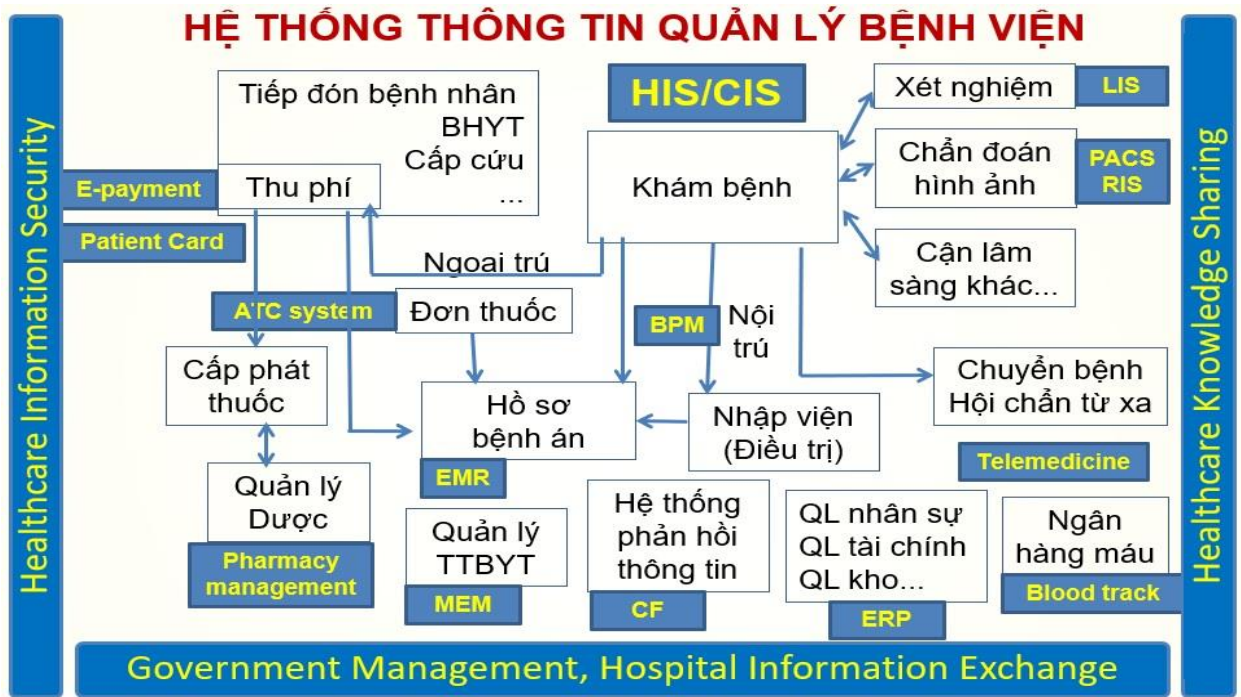 HỆ THỐNG THÔNG TIN QUẢN LÝ BỆNH VIỆN
Healthcare Information Security
Tiếp đón bệnh nhân
BHYT
Cấp cứu
...
E-payment
Thu phí
Patient Card
HIS/CIS
Khám bệnh
Xét nghiệm
LIS
Chẩn đoán
hình ảnh
PACS
RIS
Cận lâm
sàng khác...
Ngoai trú
ATC system
Đơn thuốc
BPM
Nội
trú
Cấp phát
thuốc
Hồ sơ
bệnh án
EMR
Nhập viện
(Điều trị)
Chuyển bệnh
Hội chẩn từ xa
Telemedicine
Quản lý
Dược
Pharmacy
management
Quản lý
TTBYT
MEM
Hệ thống
phản hồi
thông tin
CF
QL nhân sự
QL tài chính
QL kho...
ERP
Ngân
hàng máu
Blood track
Healthcare Knowledge Sharing
Government Management, Hospital Information Exchange